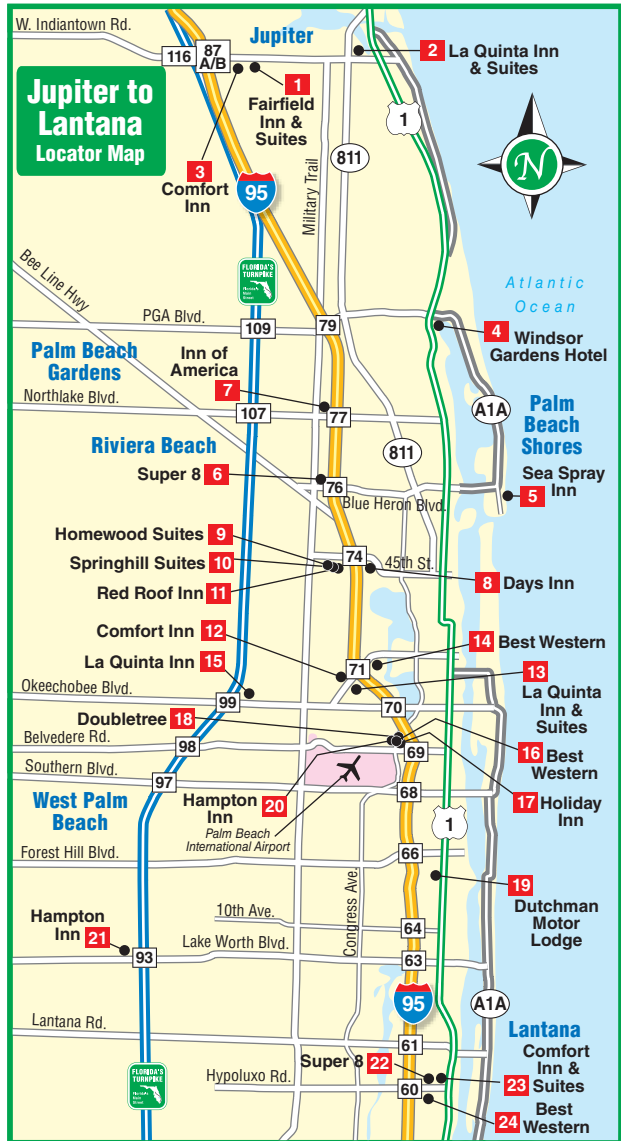 W. Indiantown Rd.
116
87
A/B
Jupiter
2 La Quinta Inn
& Suites
Jupiter to
Lantana
Locator Map
1
Fairfield
Inn &
Suites
1
3
Comfort
Inn
811
Military Trail
95
N
Bee Line Hwy
FLORIDA'S
TURNPIKE
Atlantic
Ocean
PGA Blvd.
109
79
4 Windsor
Gardens Hotel
Palm Beach
Gardens
Inn of
America
7
Northlake Blvd.
107
77
A1A
Palm
Beach
Shores
Riviera Beach
811
Super 8 6
76
Blue Heron Blvd.
Sea Spray
Inn
5
Homewood Suites 9
74
45th St.
Springhill Suites 10
Red Roof Inn 11
8 Days Inn
Comfort Inn 12
14 Best Western
La Quinta Inn 15
71
13
La Quinta
Inn &
Suites
Okeechobee Blvd.
99
70
Doubletree 18
Belvedere Rd.
98
69
16 Best
Western
Southern Blvd.
97
68
West Palm
Beach
Hampton
Inn 20
Palm Beach
International Airport
17 Holiday
Inn
1
Forest Hill Blvd.
66
19
Dutchman
Motor
Lodge
Congress Ave.
10th Ave.
64
Hampton
Inn 21
Lake Worth Blvd.
93
63
95
A1A
Lantana Rd.
61
Lantana
FLORIDA'S
TURNPIKE
Super 8 22
Comfort
Inn &
23 Suites
Hypoluxo Rd.
60
24 Best
Western